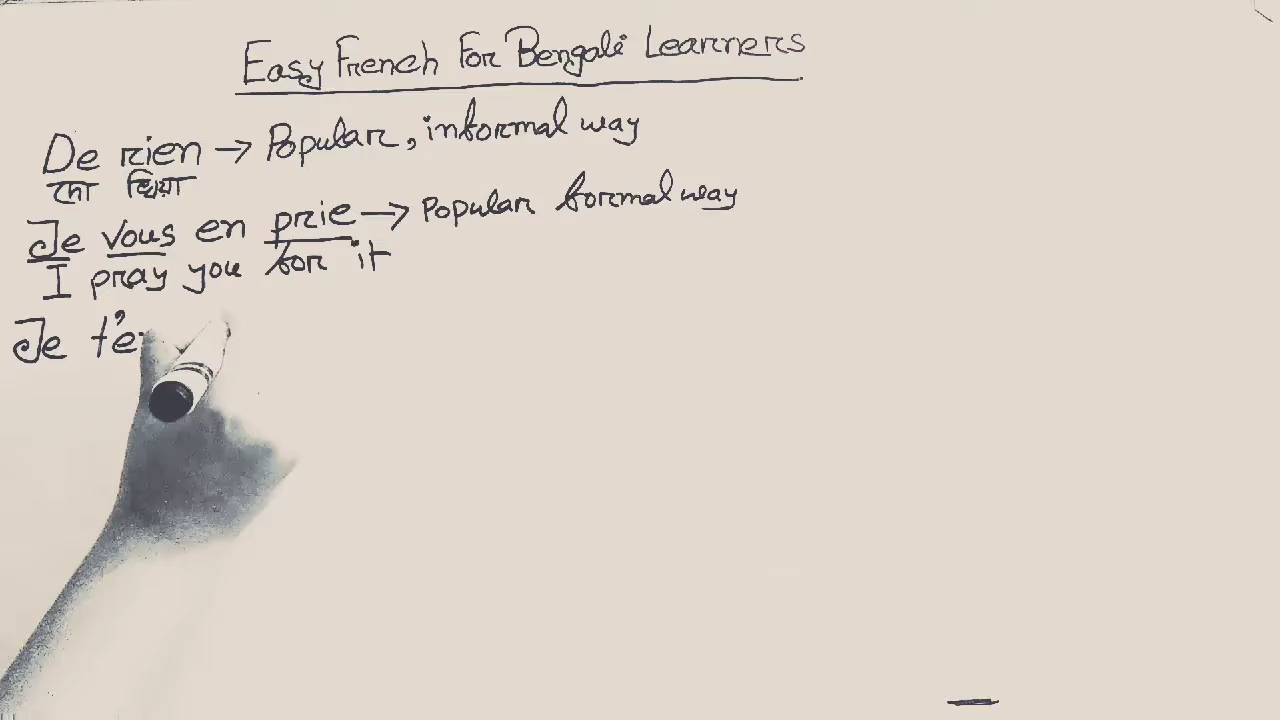 Easy French For Bengali Learners
De rien → Popular, informal way
দো খিয়া
Je vous en prie → Popular formal way
I pray you for it
Je t'e